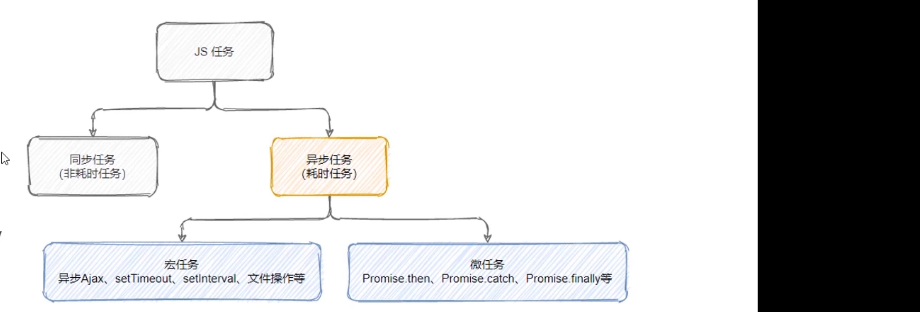 JS 任务
同步任务
(非耗时任务)
异步任务
(耗时任务)
宏任务
异步Ajax、setTimeout、setInterval、文件操作等
微任务
Promise.then、Promise.catch、Promise.finally等